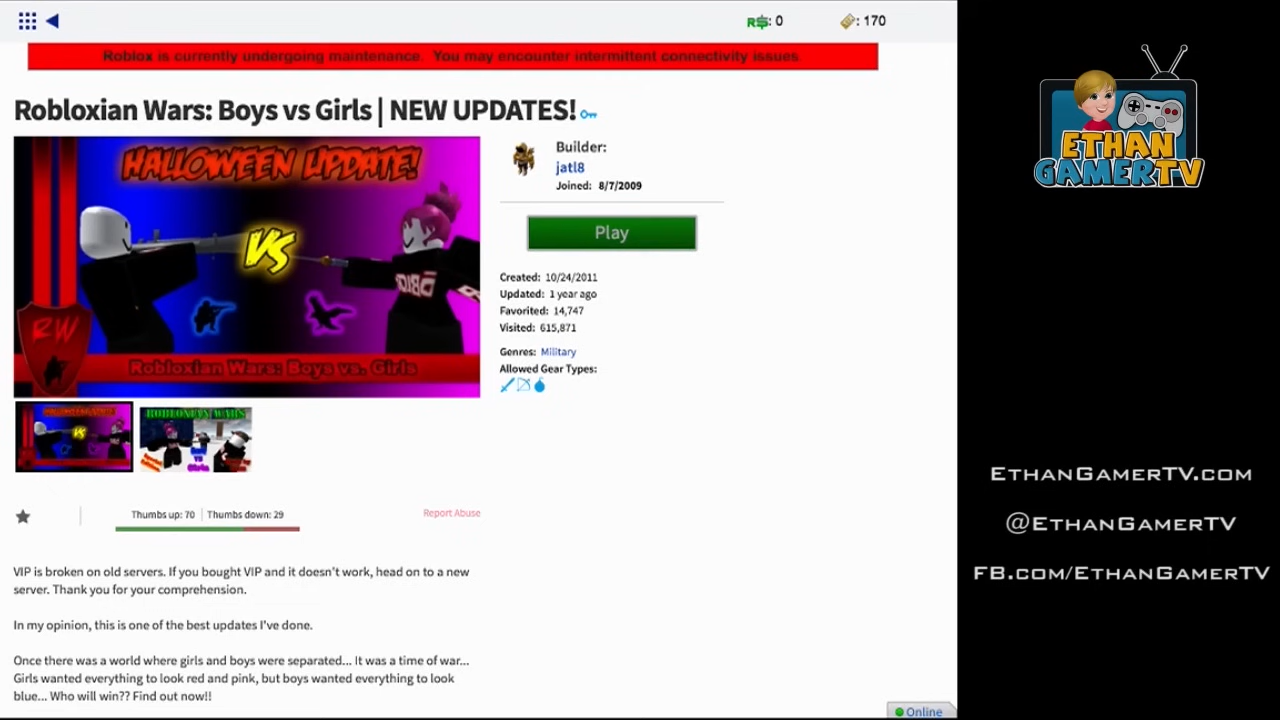 R$: 0
: 170
Roblox is currently undergoing maintenance. You may encounter intermittent connectivity issues.
Robloxian Wars: Boys vs Girls | NEW UPDATES!
HALLOWEEN UPDATE!
VS
RW
Robloxian Wars: Boys vs. Girls
Builder:
jatl8
Joined: 8/7/2009
Play
Created: 10/24/2011
Updated: 1 year ago
Favorited: 14,747
Visited: 615,871
Genres: Military
Allowed Gear Types:
HALLOWEEN UPDATE!
VS
ROBLOXIAN WARS
Thumbs up: 70 | Thumbs down: 29
Report Abuse
VIP is broken on old servers. If you bought VIP and it doesn't work, head on to a new
server. Thank you for your comprehension.
In my opinion, this is one of the best updates I've done.
Once there was a world where girls and boys were separated... It was a time of war...
Girls wanted everything to look red and pink, but boys wanted everything to look
blue... Who will win?? Find out now!!
Online
ETHAN
GAMERTV
EthanGamerTV.com
@EthanGamerTV
FB.com/EthanGamerTV